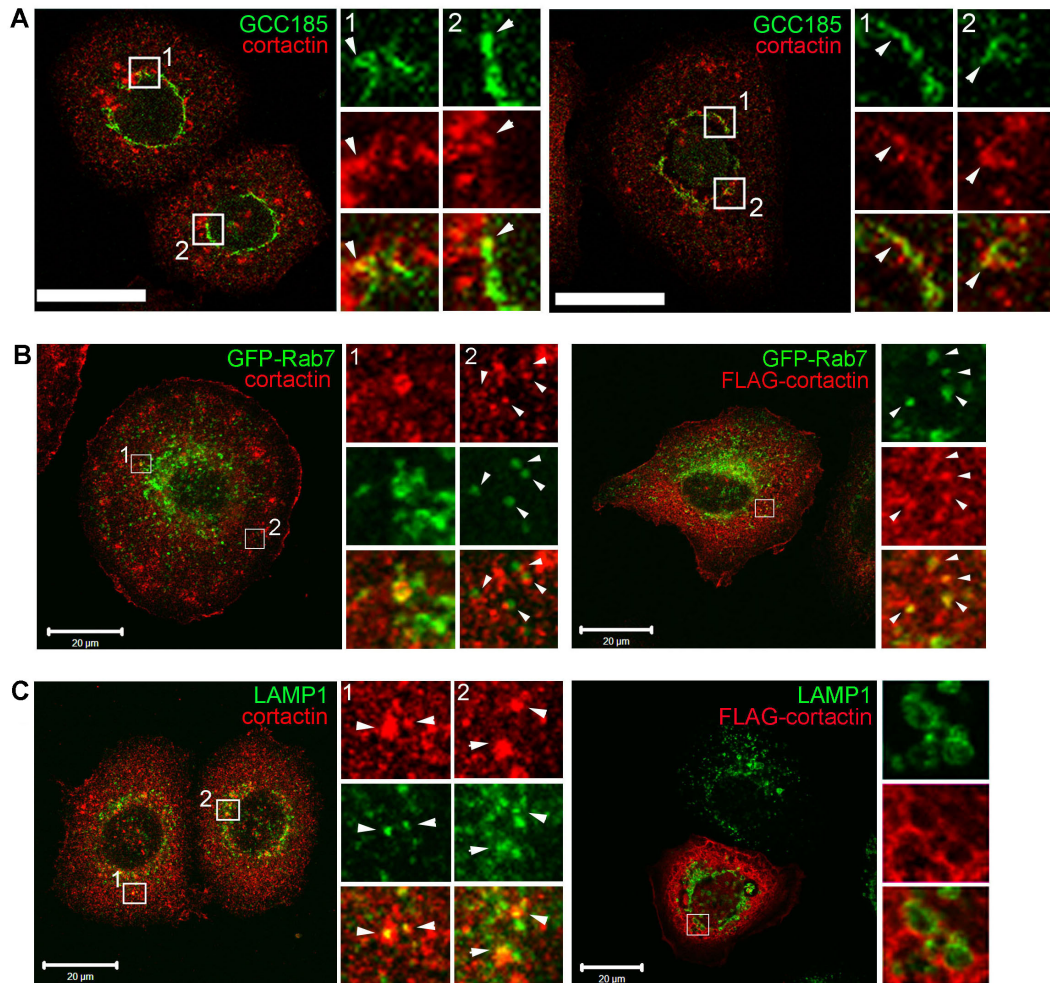 A
GCC185
cortactin
1
2
1
2
GCC185
cortactin
1
2
1
2
B
GFP-Rab7
cortactin
1
2
20 µm
1
2
GFP-Rab7
FLAG-cortactin
20 µm
C
LAMP1
cortactin
2
1
20 µm
1
2
LAMP1
FLAG-cortactin
20 µm